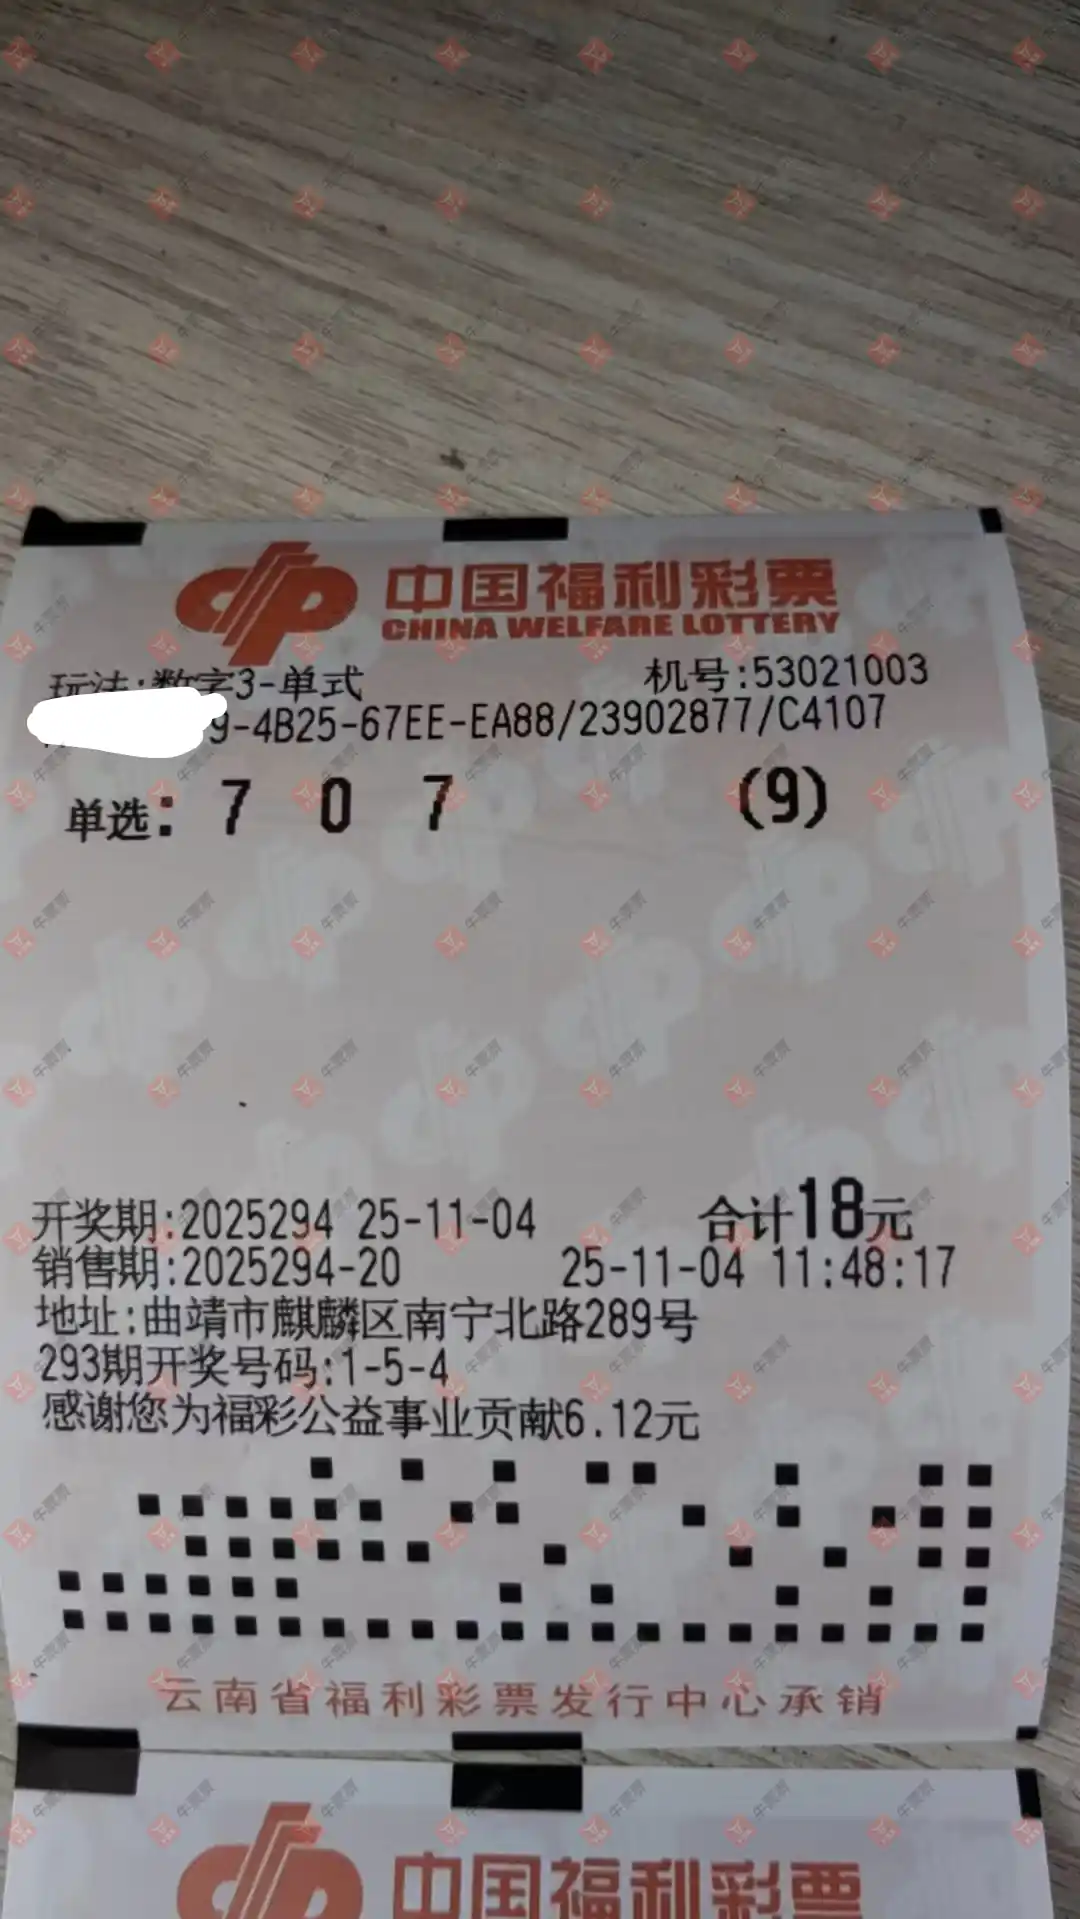 中国福利彩票
CHINA WELFARE LOTTERY
玩法:数字3-单式 机号:53021003
9-4B25-67EE-EA88/23902877/C4107
单选: 7 0 7 (9)
开奖期:2025294 25-11-04 合计18元
销售期:2025294-20 25-11-04 11:48:17
地址:曲靖市麒麟区南宁北路289号
293期开奖号码:1-5-4
感谢您为福彩公益事业贡献6.12元
云南省福利彩票发行中心承销
中国福利彩票